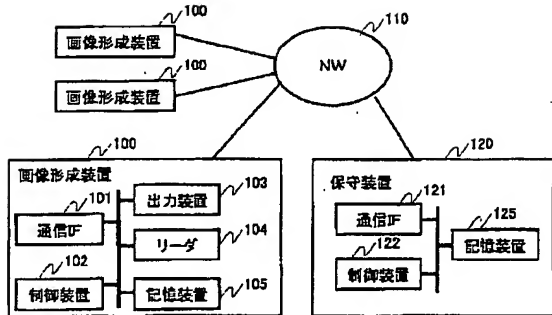 100
画像形成装置
100
画像形成装置
110
NW
100
画像形成装置
101
通信IF
102
制御装置
103
出力装置
104
リーダ
105
記憶装置
120
保守装置
121
通信IF
122
制御装置
125
記憶装置